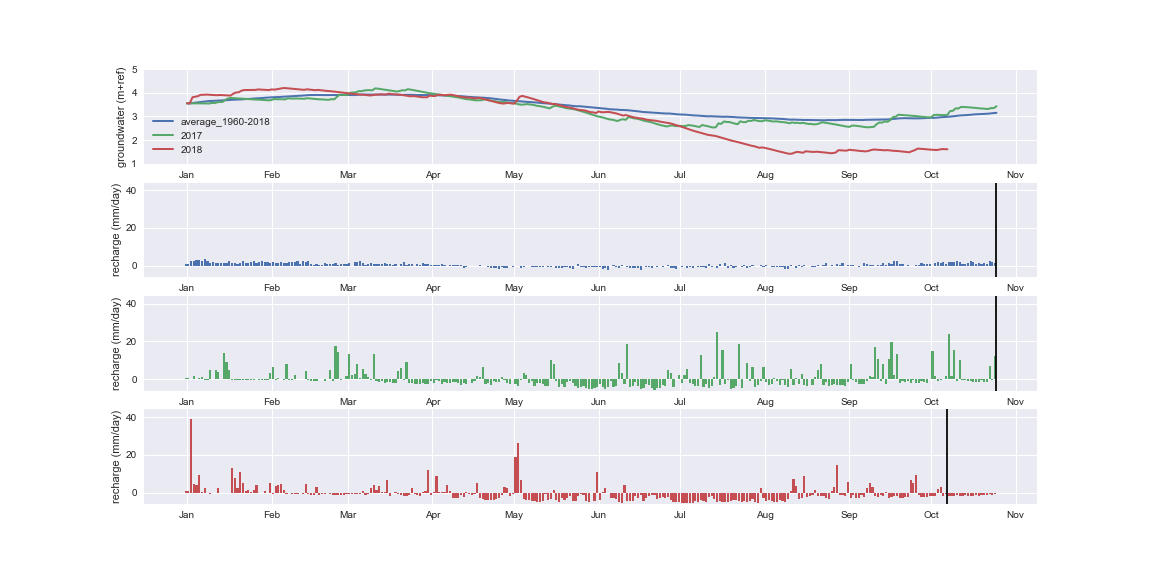 groundwater (m+ref)
5
4
3
2
1
average_1960-2018
2017
2018
Jan Feb Mar Apr May Jun Jul Aug Sep Oct Nov
recharge (mm/day)
40
20
0
Jan Feb Mar Apr May Jun Jul Aug Sep Oct Nov
recharge (mm/day)
40
20
0
Jan Feb Mar Apr May Jun Jul Aug Sep Oct Nov
recharge (mm/day)
40
20
0
Jan Feb Mar Apr May Jun Jul Aug Sep Oct Nov